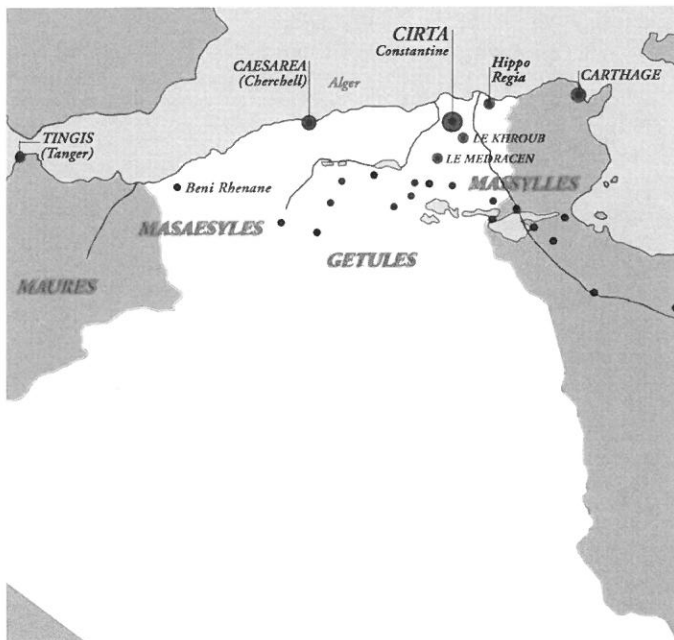 CIRTA
Constantine
Hippo
Regia
CAESAREA
(Cherchell)
Alger
CARTHAGE
TINGIS
(Tanger)
LE KHROUB
LE MEDRACEN
Beni Rhenane
MASSYLLES
MASAESYLES
GETULES
MAURES